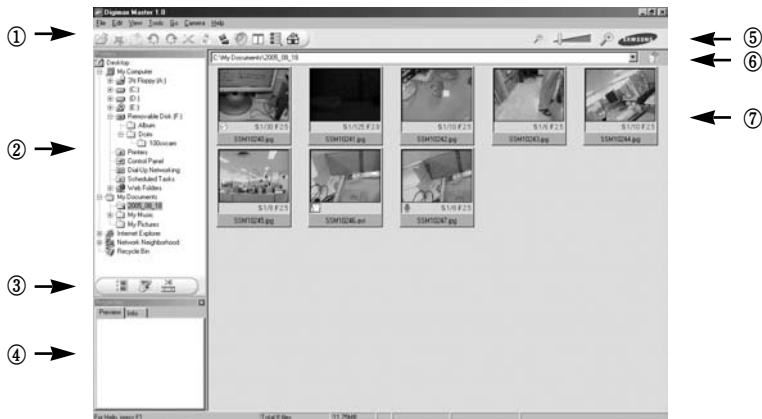 Digimax Master 1.0
File Edit View Tools Go Camera Help
①
⑤
SAMSUNG
⑥
C:\My Documents\2005_08_18
Desktop
My Computer
3½ Floppy (A:)
(C:)
(D:)
(E:)
Removable Disk (F:)
Album
Dcim
100sscam
Printers
Control Panel
Dial-Up Networking
Scheduled Tasks
Web Folders
My Documents
2005_08_18
My Music
My Pictures
Internet Explorer
Network Neighborhood
Recycle Bin
②
⑦
S1/30 F2.5
S1/125 F2.8
S1/10 F2.5
S1/6 F2.5
S1/10 F2.5
SSM10240.jpg
SSM10241.jpg
SSM10242.jpg
SSM10243.jpg
SSM10244.jpg
S1/8 F2.5
S1/8 F2.5
SSM10245.jpg
SSM10246.avi
SSM10247.jpg
③
④
Preview Info
For Help, press F1
Total 8 files
11.79MB